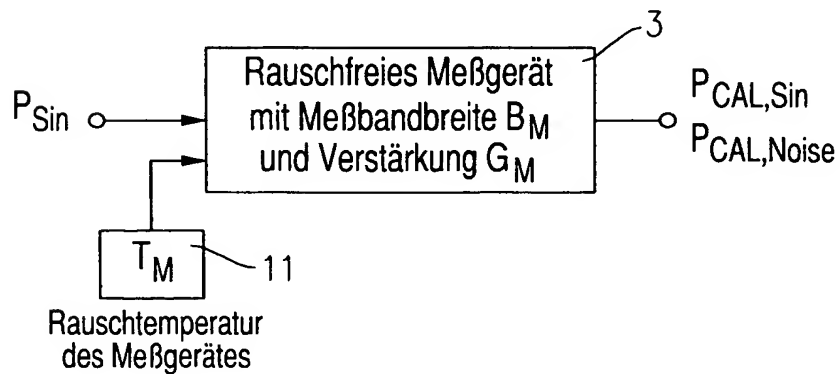 3
Rauschfreies Meßgerät
mit Meßbandbreite B_M
und Verstärkung G_M
P_Sin
P_CAL,Sin
P_CAL,Noise
T_M
11
Rauschtemperatur
des Meßgerätes